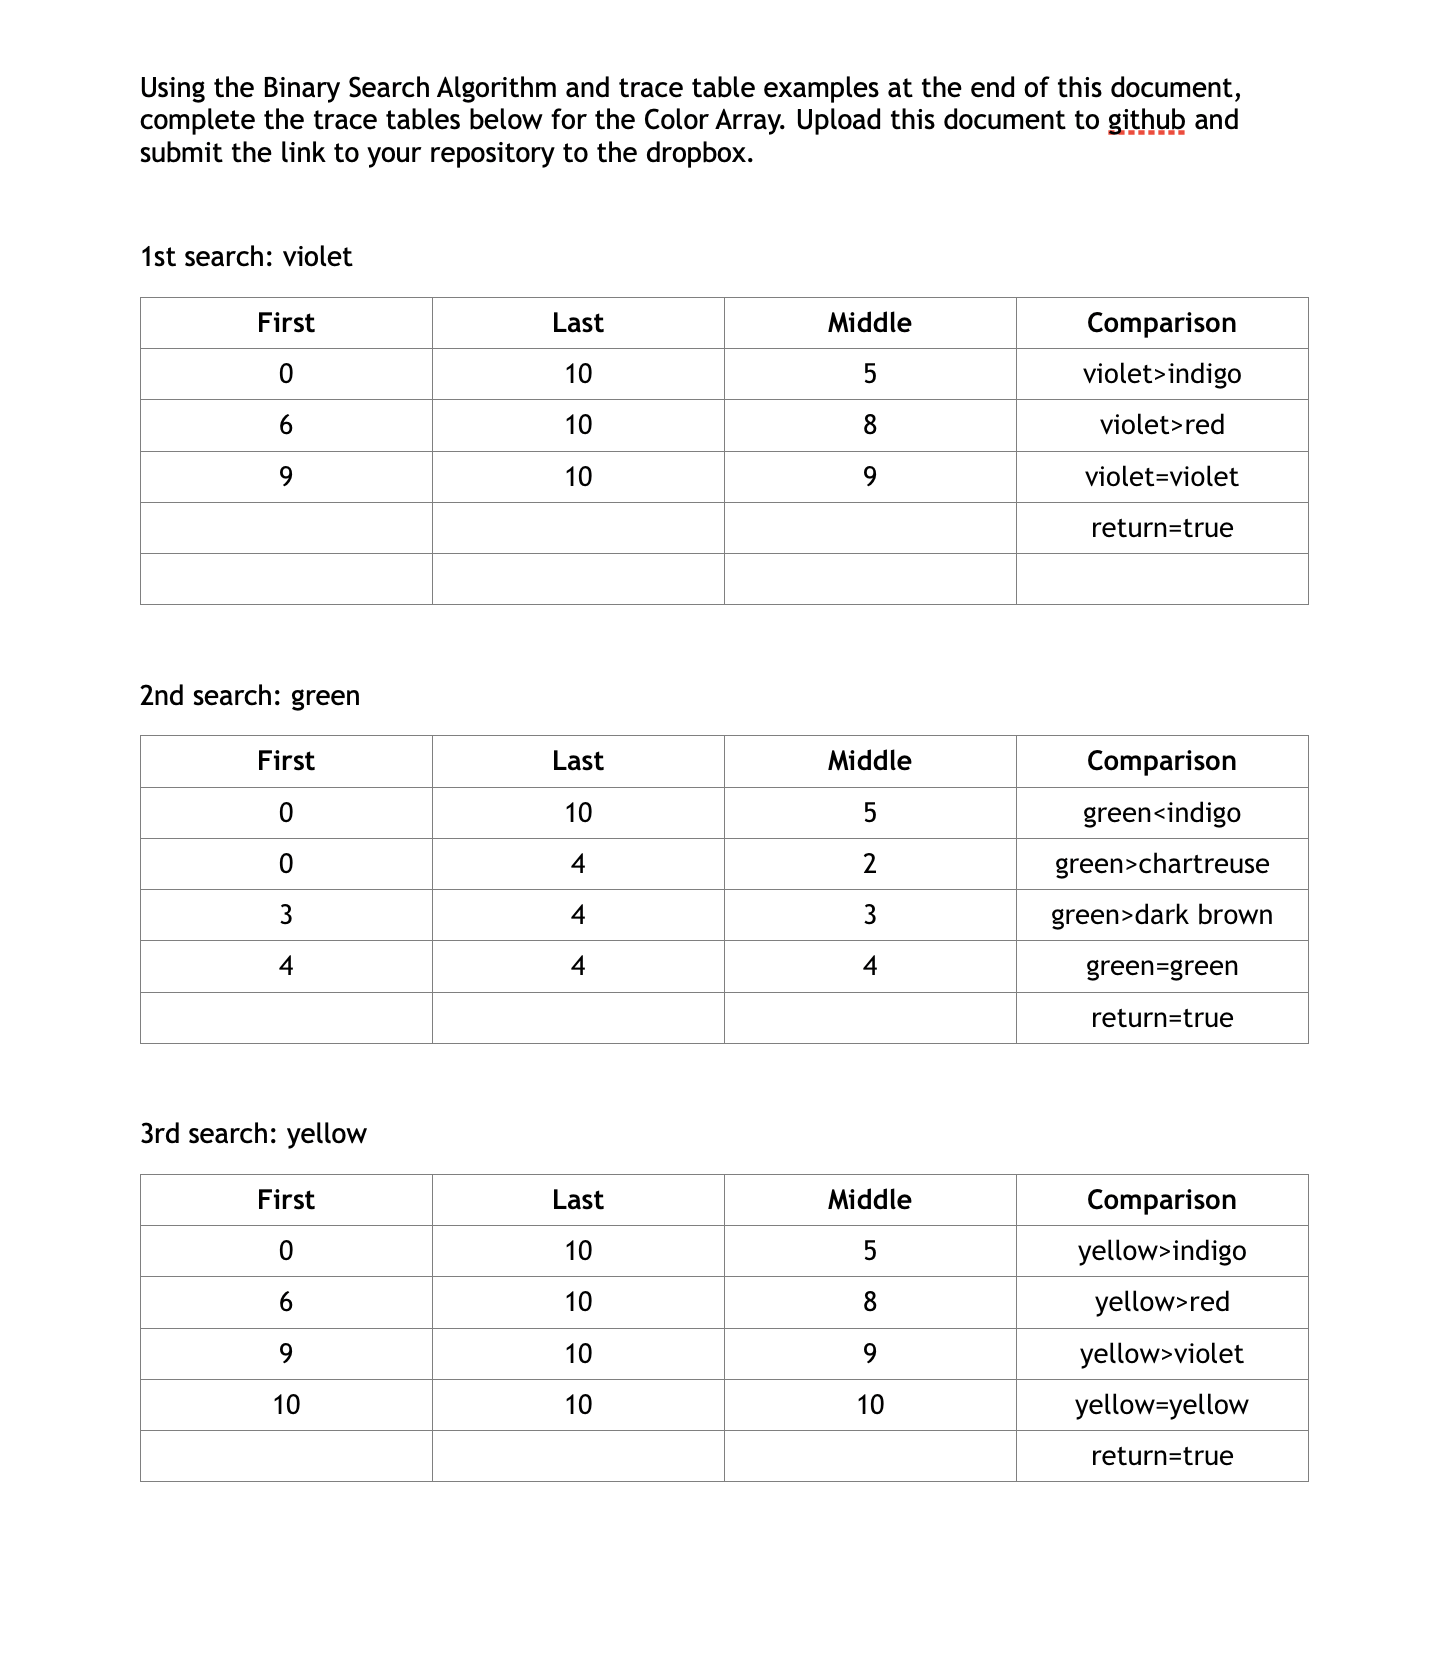 Using the Binary Search Algorithm and trace table examples at the end of this document,
complete the trace tables below for the Color Array. Upload this document to github and
submit the link to your repository to the dropbox.
1st search: violet
First Last Middle Comparison
0 10 5 violet>indigo
6 10 8 violet>red
9 10 9 violet=violet
return=true
2nd search: green
First Last Middle Comparison
0 10 5 green<indigo
0 4 2 green>chartreuse
3 4 3 green>dark brown
4 4 4 green=green
return=true
3rd search: yellow
First Last Middle Comparison
0 10 5 yellow>indigo
6 10 8 yellow>red
9 10 9 yellow>violet
10 10 10 yellow=yellow
return=true